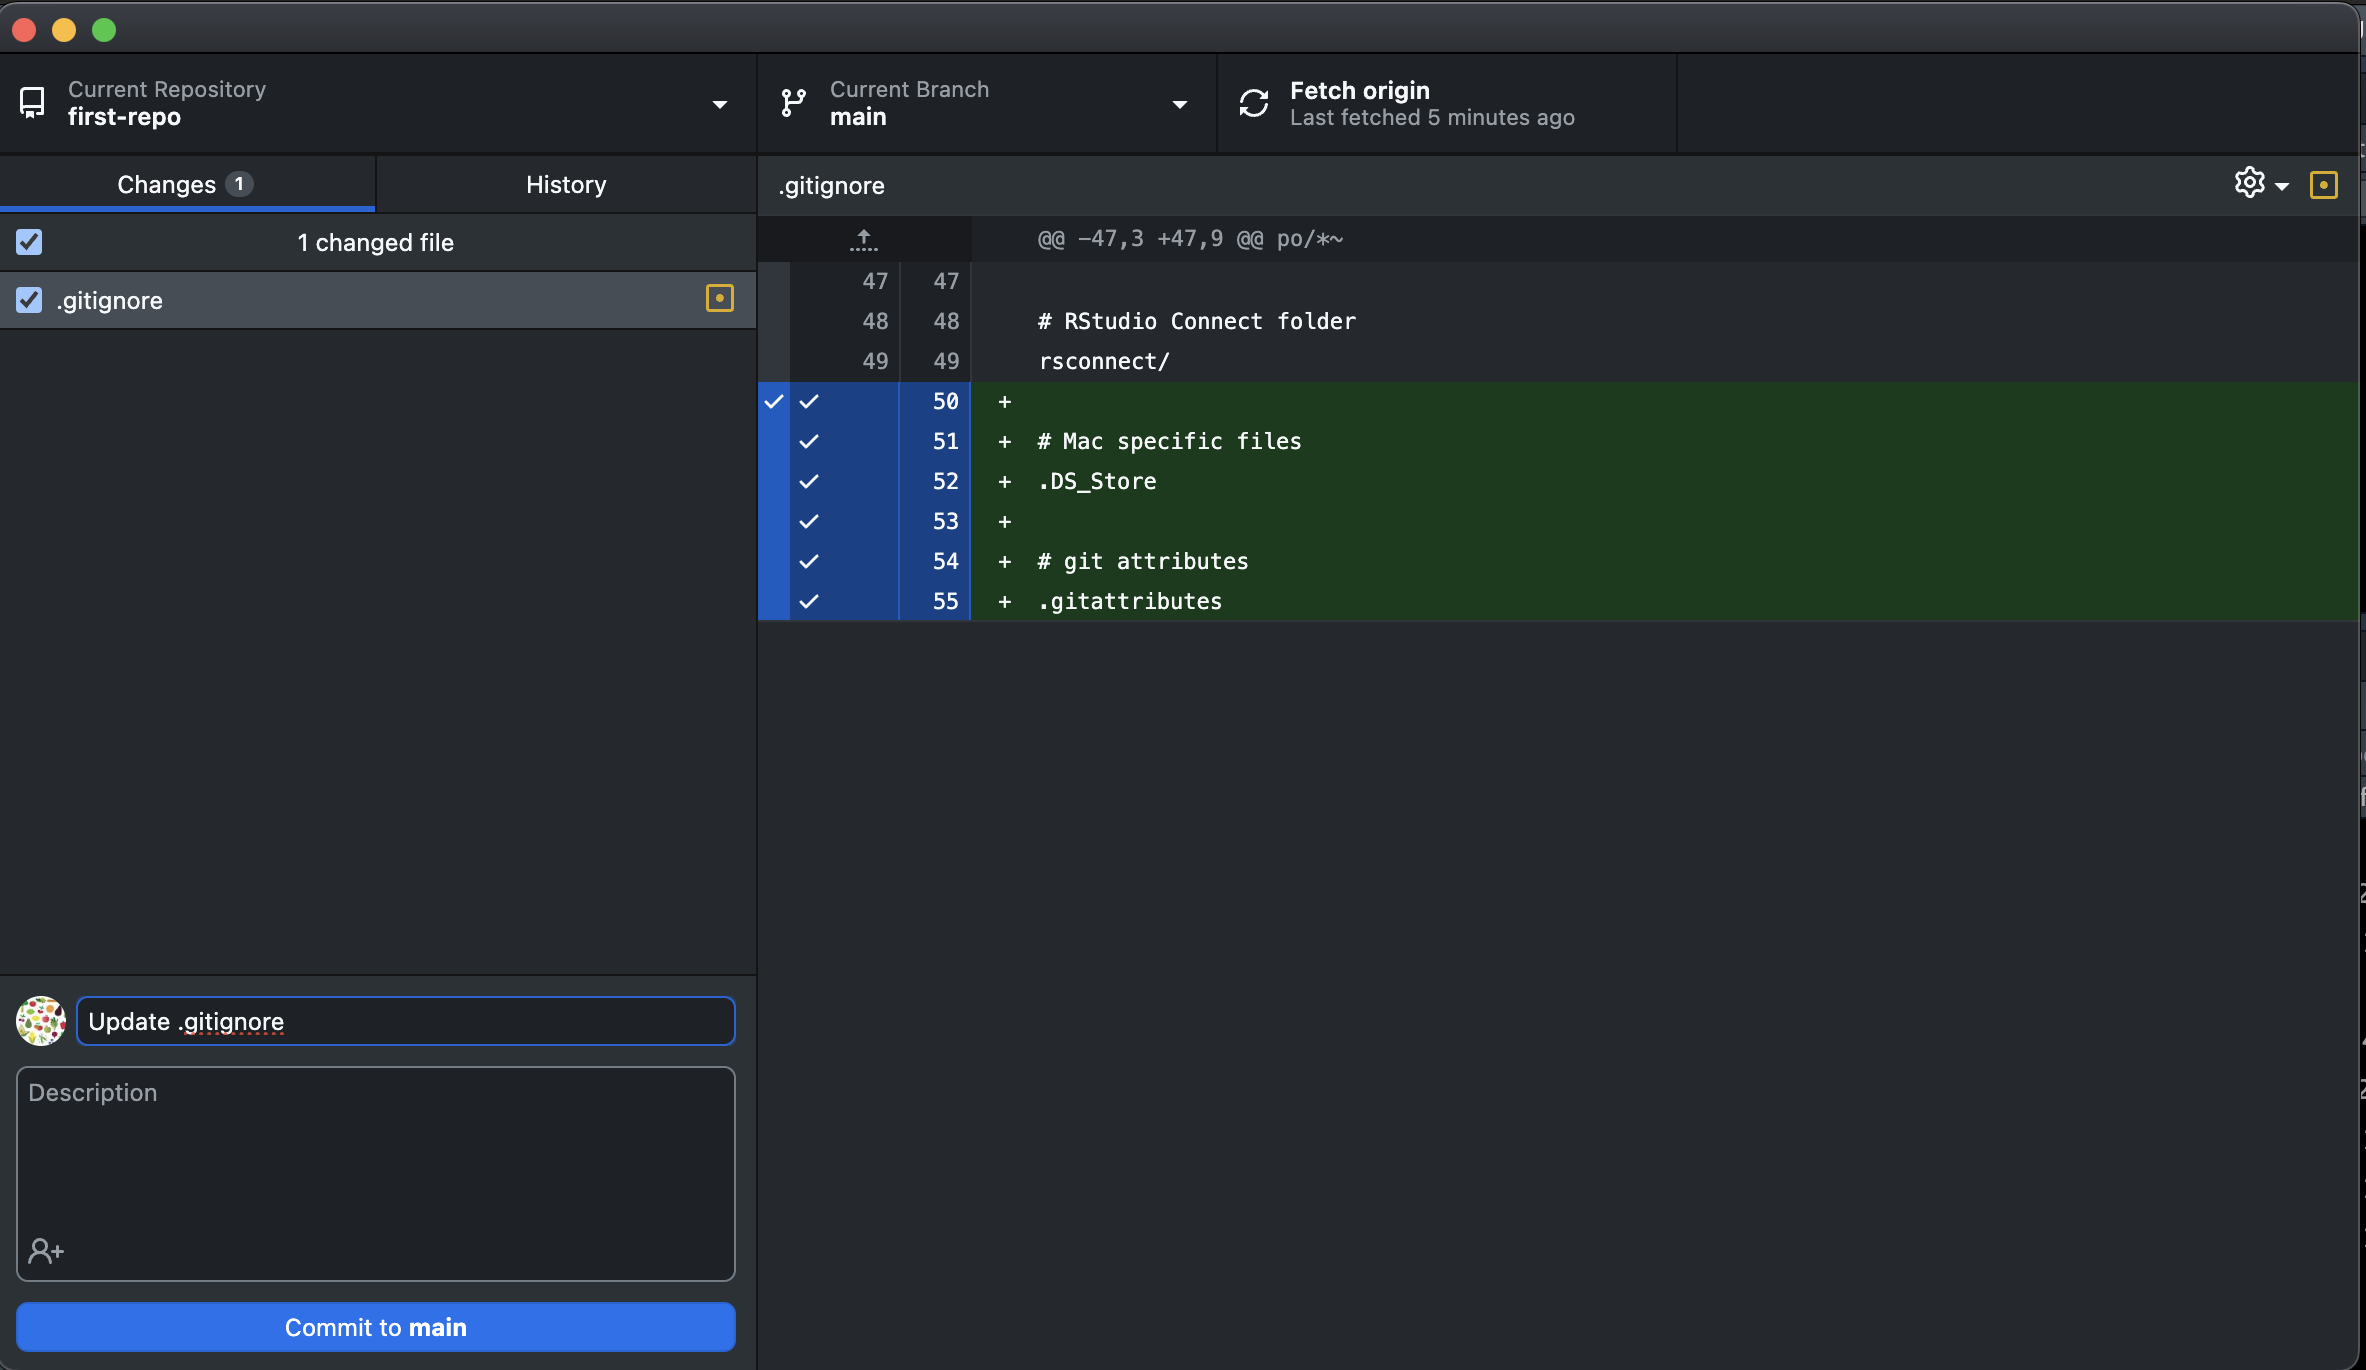 Current Repository
first-repo
Current Branch
main
Fetch origin
Last fetched 5 minutes ago
Changes 1
History
.gitignore
1 changed file
.gitignore
@@ -47,3 +47,9 @@ po/*~
47 47
48 48 # RStudio Connect folder
49 49 rsconnect/
50 +
51 + # Mac specific files
52 + .DS_Store
53 +
54 + # git attributes
55 + .gitattributes
Update .gitignore
Description
Commit to main